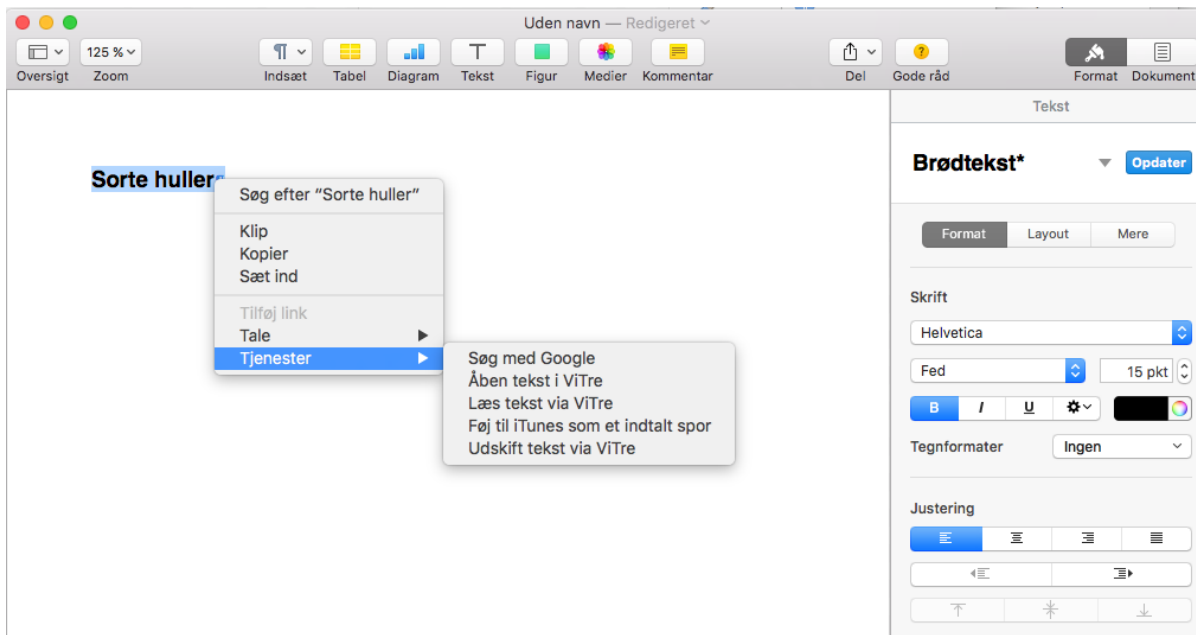 Uden navn — Redigeret
125 %
Oversigt Zoom Indsæt Tabel Diagram Tekst Figur Medier Kommentar Del Gode råd Format Dokument
Tekst
Sorte huller
Søg efter “Sorte huller”
Klip
Kopier
Sæt ind
Tilføj link
Tale
Tjenester
Søg med Google
Åben tekst i ViTre
Læs tekst via ViTre
Føj til iTunes som et indtalt spor
Udskift tekst via ViTre
Brødtekst*
Opdater
Format Layout Mere
Skrift
Helvetica
Fed 15 pkt
B I U
Tegnformater Ingen
Justering